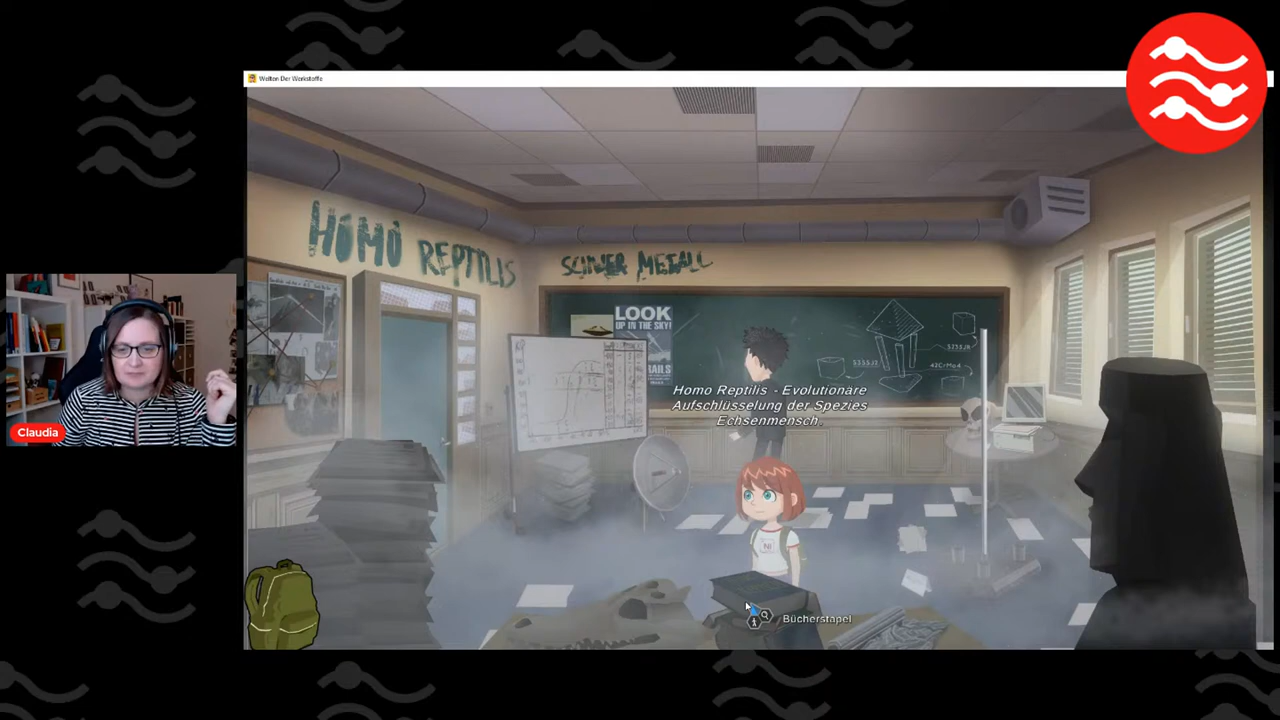 Welten Der Werkstoffe
HOMO REPTILIS
SCHWER METALL
LOOK
UP IN THE SKY!
Homo Reptilis - Evolutionäre
Aufschlüsselung der Spezies
Echsenmensch.
Claudia
Bücherstapel